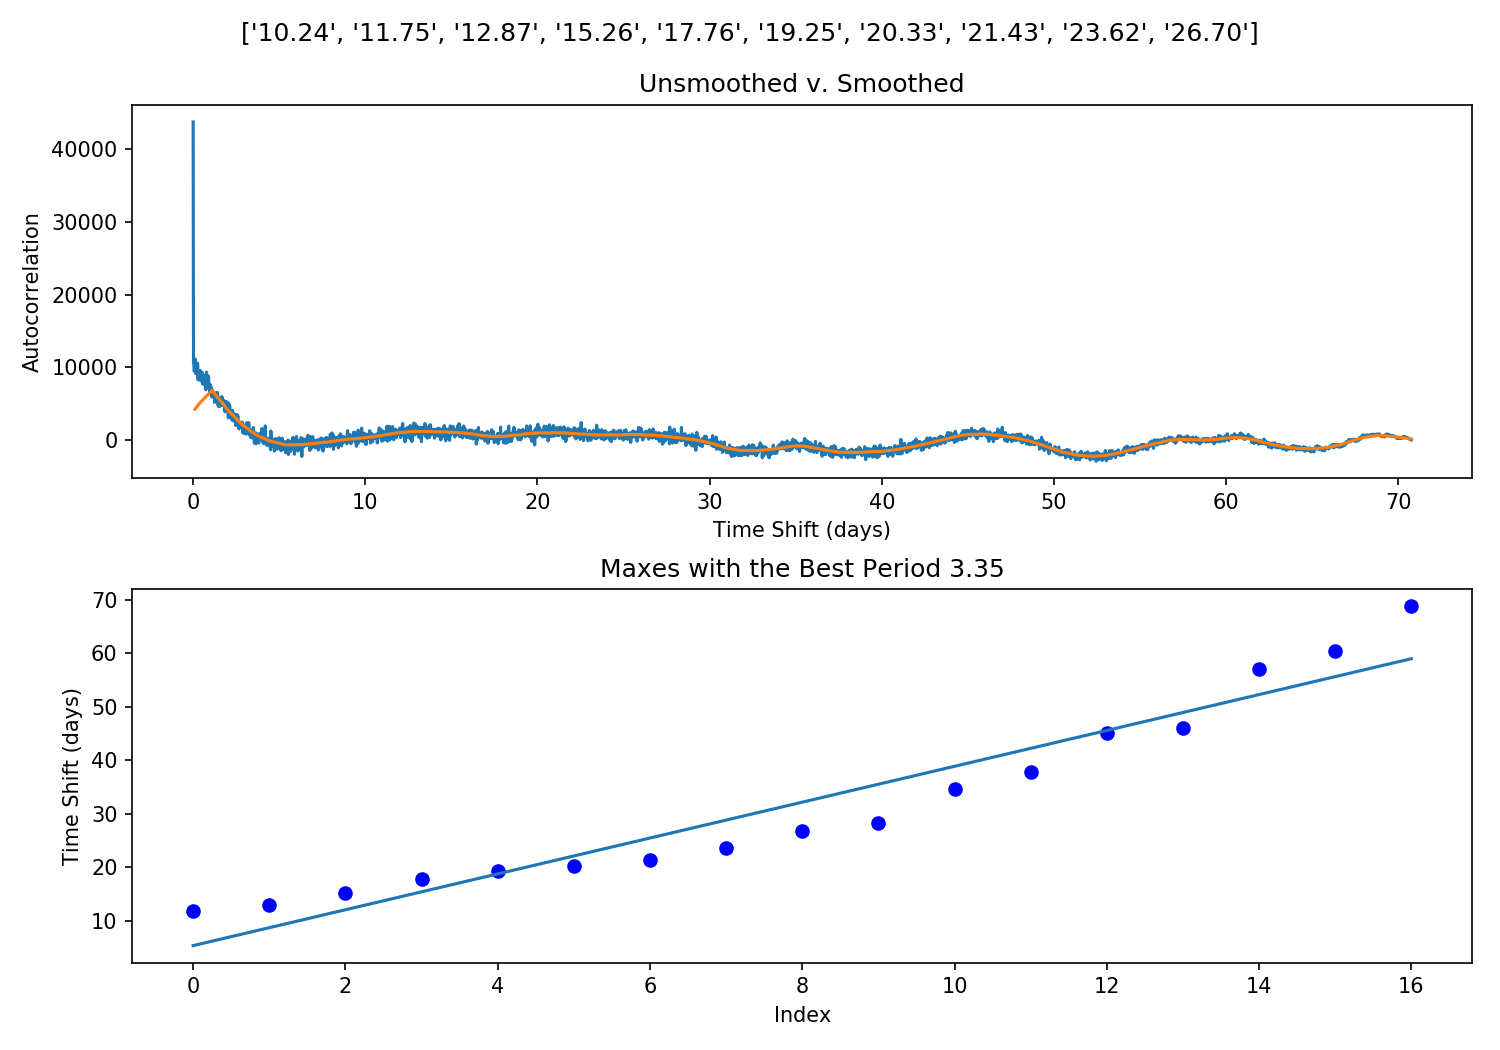 ['10.24', '11.75', '12.87', '15.26', '17.76', '19.25', '20.33', '21.43', '23.62', '26.70']
Unsmoothed v. Smoothed
Autocorrelation
40000
30000
20000
10000
0
0 10 20 30 40 50 60 70
Time Shift (days)
Maxes with the Best Period 3.35
Time Shift (days)
70
60
50
40
30
20
10
0 2 4 6 8 10 12 14 16
Index